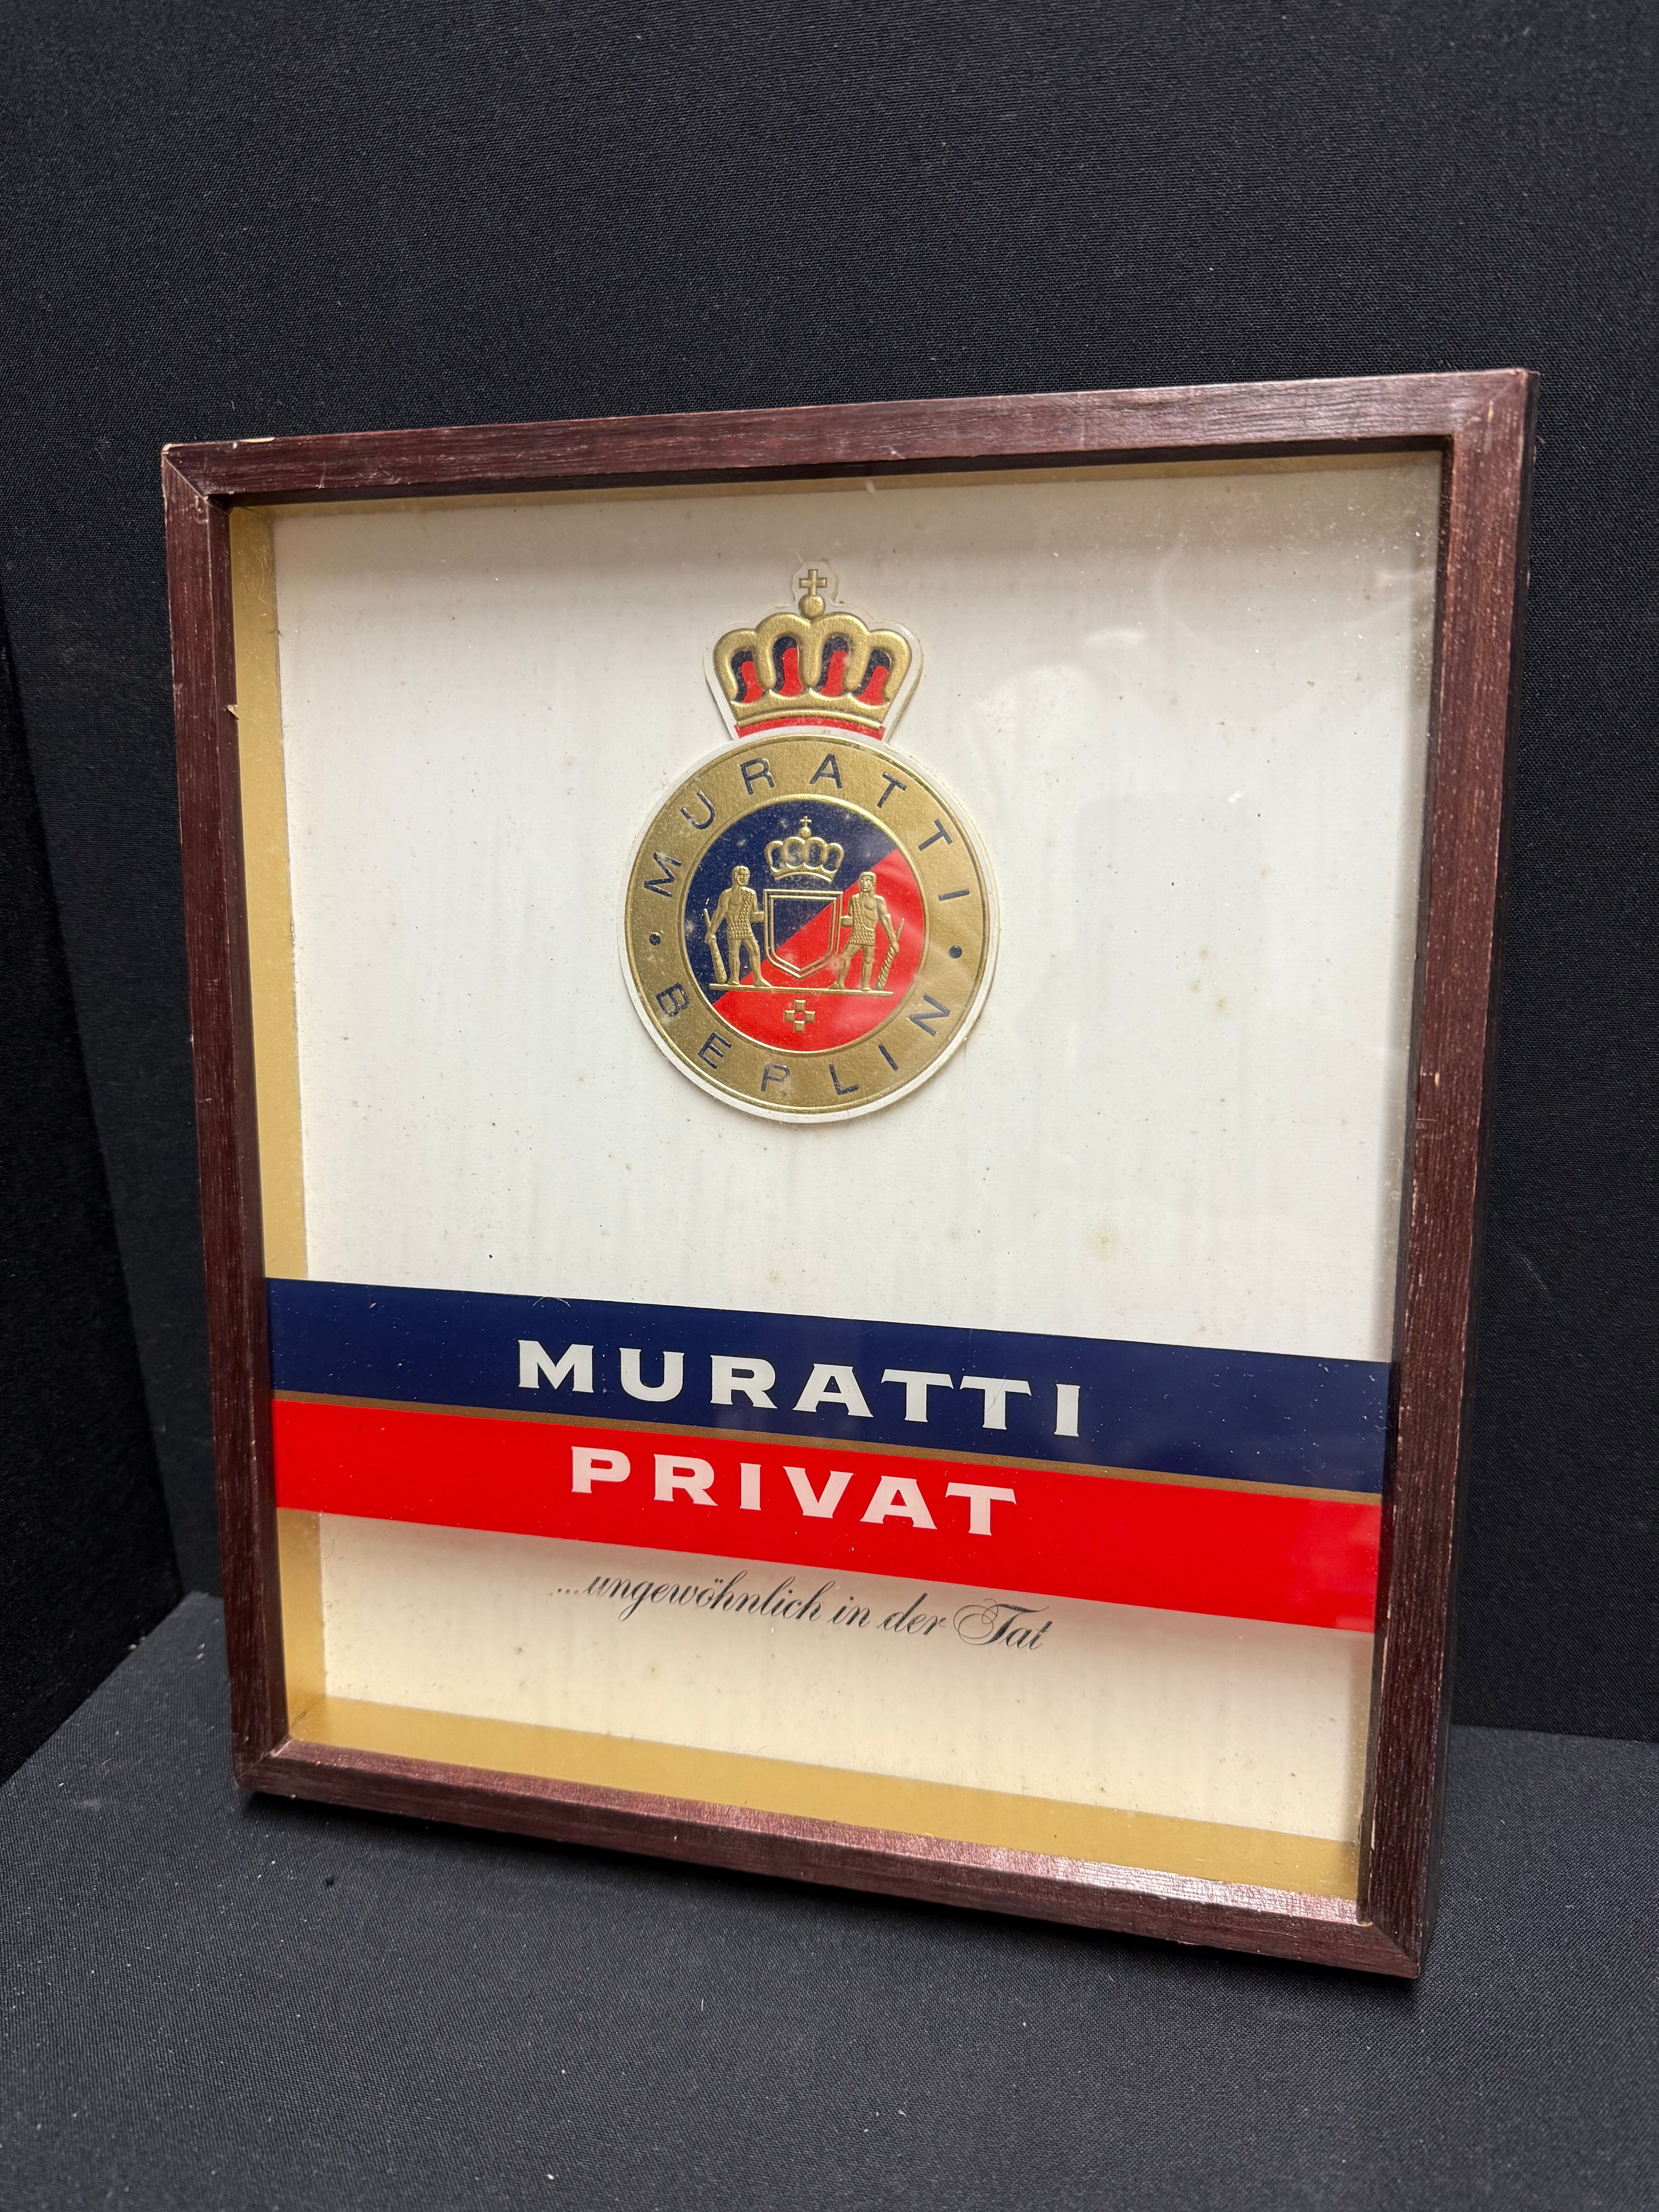 MURATTI
BERLIN
MURATTI
PRIVAT
...ungewöhnlich in der Tat